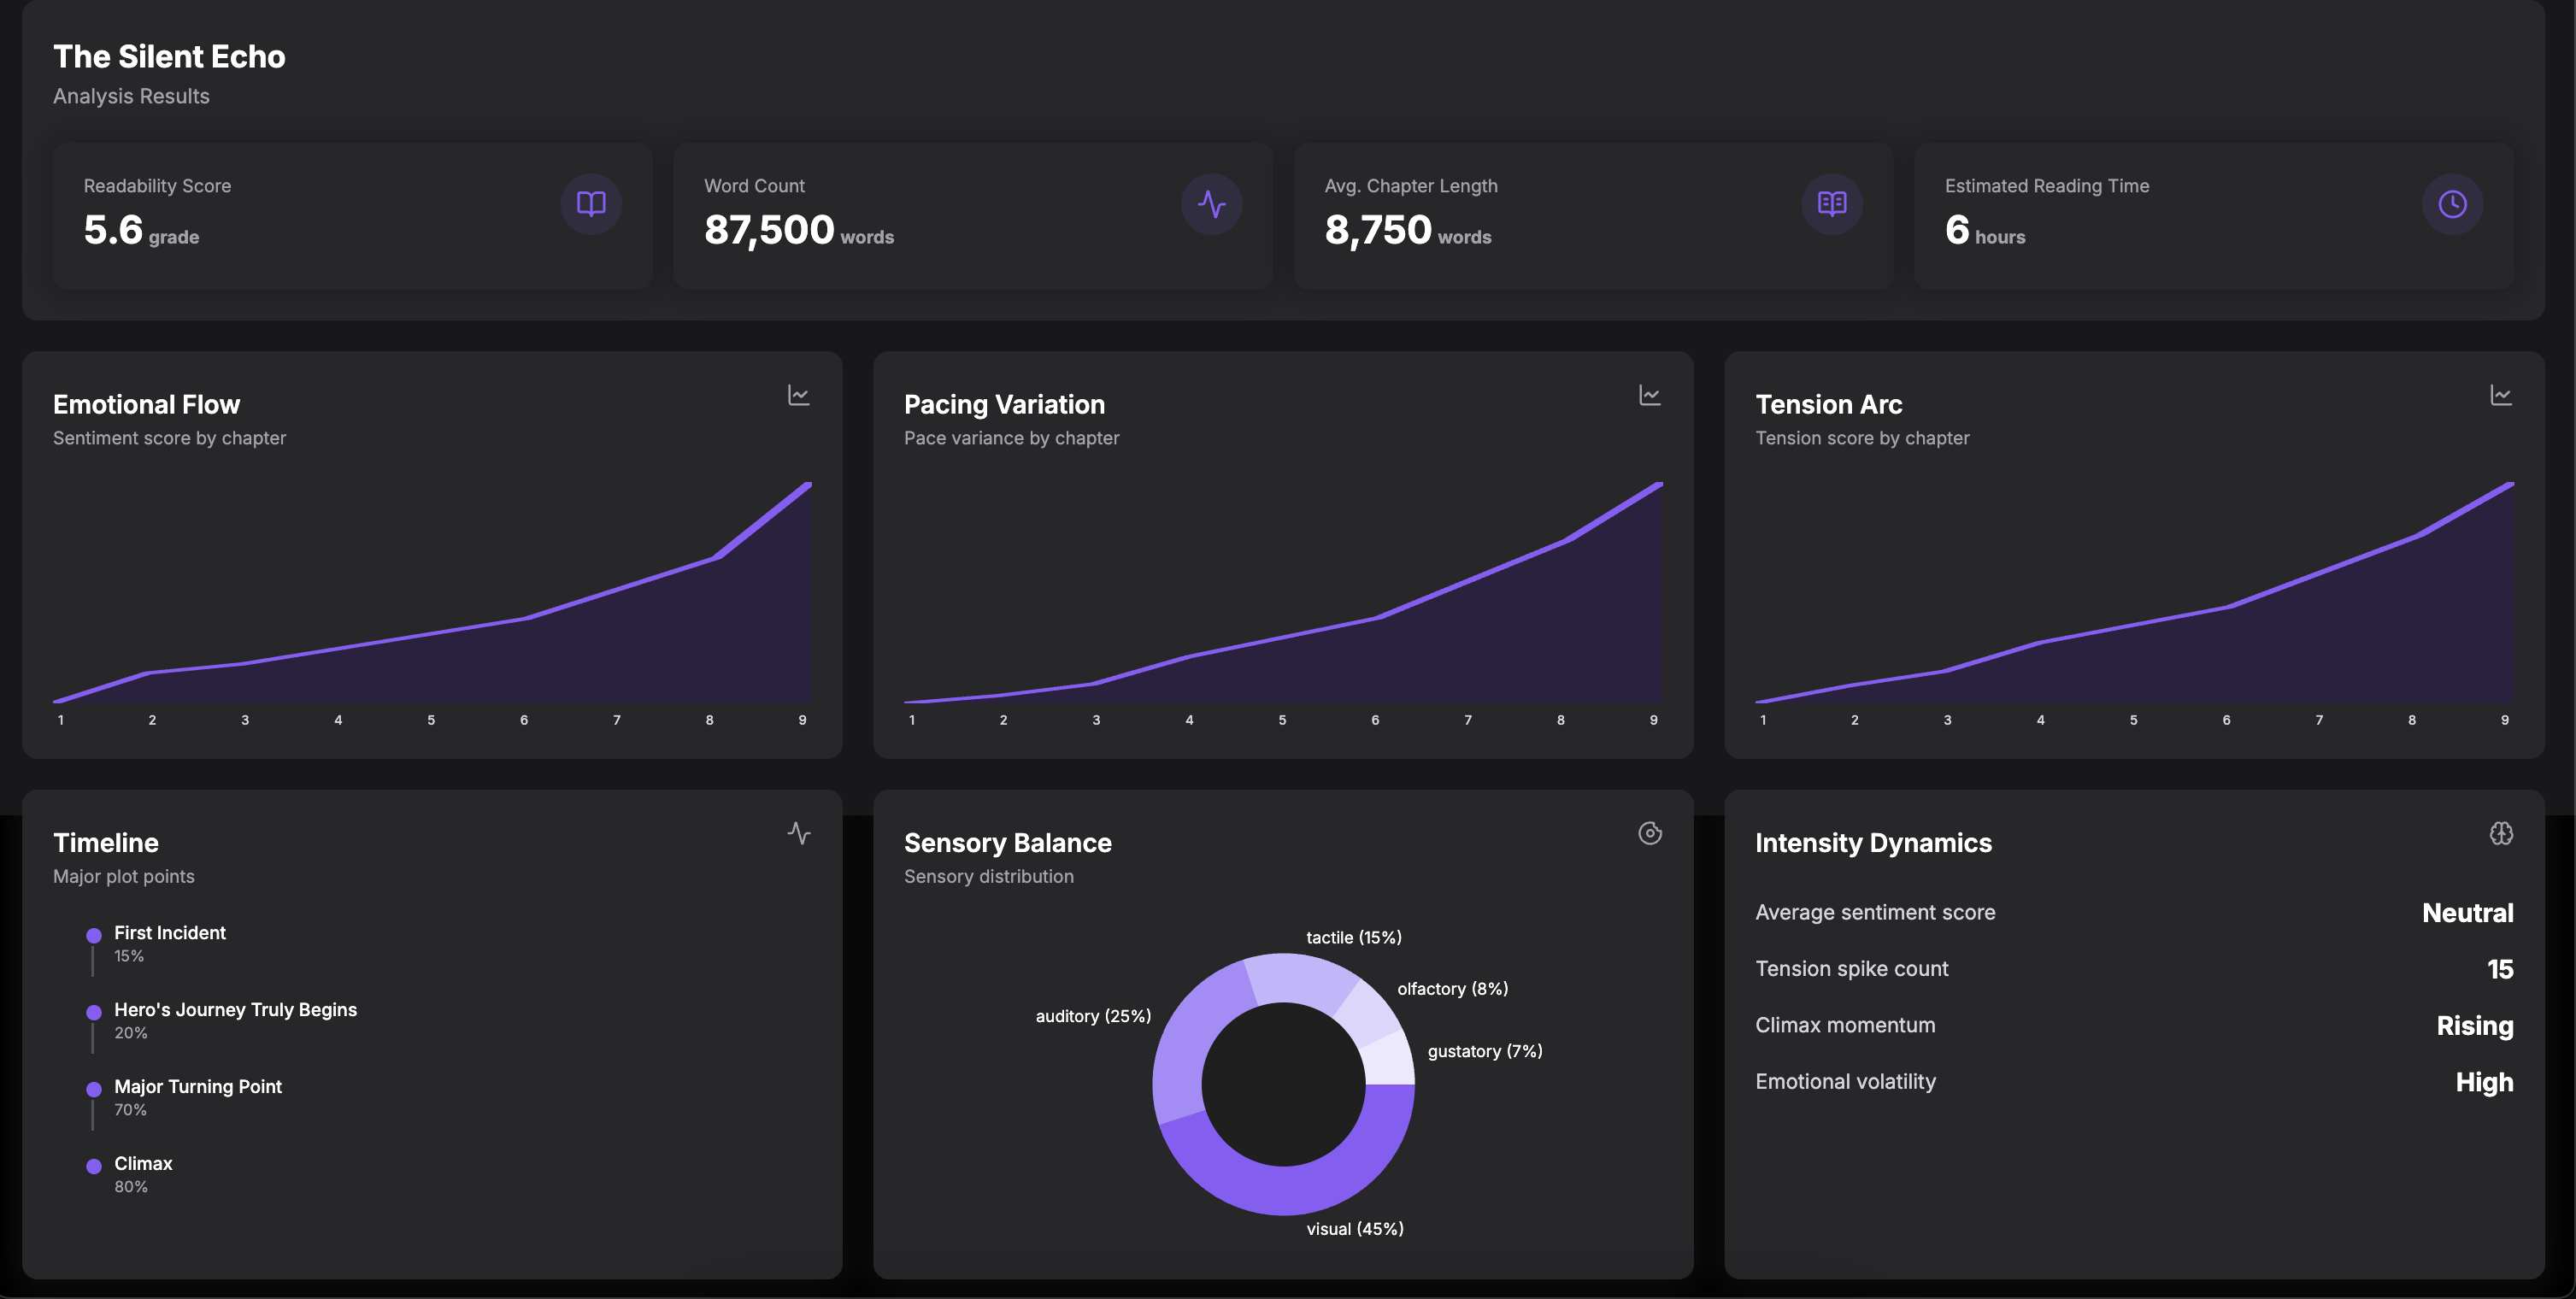 The Silent Echo
Analysis Results
Readability Score
5.6 grade
Word Count
87,500 words
Avg. Chapter Length
8,750 words
Estimated Reading Time
6 hours
Emotional Flow
Sentiment score by chapter
1 2 3 4 5 6 7 8 9
Pacing Variation
Pace variance by chapter
1 2 3 4 5 6 7 8 9
Tension Arc
Tension score by chapter
1 2 3 4 5 6 7 8 9
Timeline
Major plot points
First Incident
15%
Hero's Journey Truly Begins
20%
Major Turning Point
70%
Climax
80%
Sensory Balance
Sensory distribution
tactile (15%)
olfactory (8%)
auditory (25%)
gustatory (7%)
visual (45%)
Intensity Dynamics
Average sentiment score Neutral
Tension spike count 15
Climax momentum Rising
Emotional volatility High